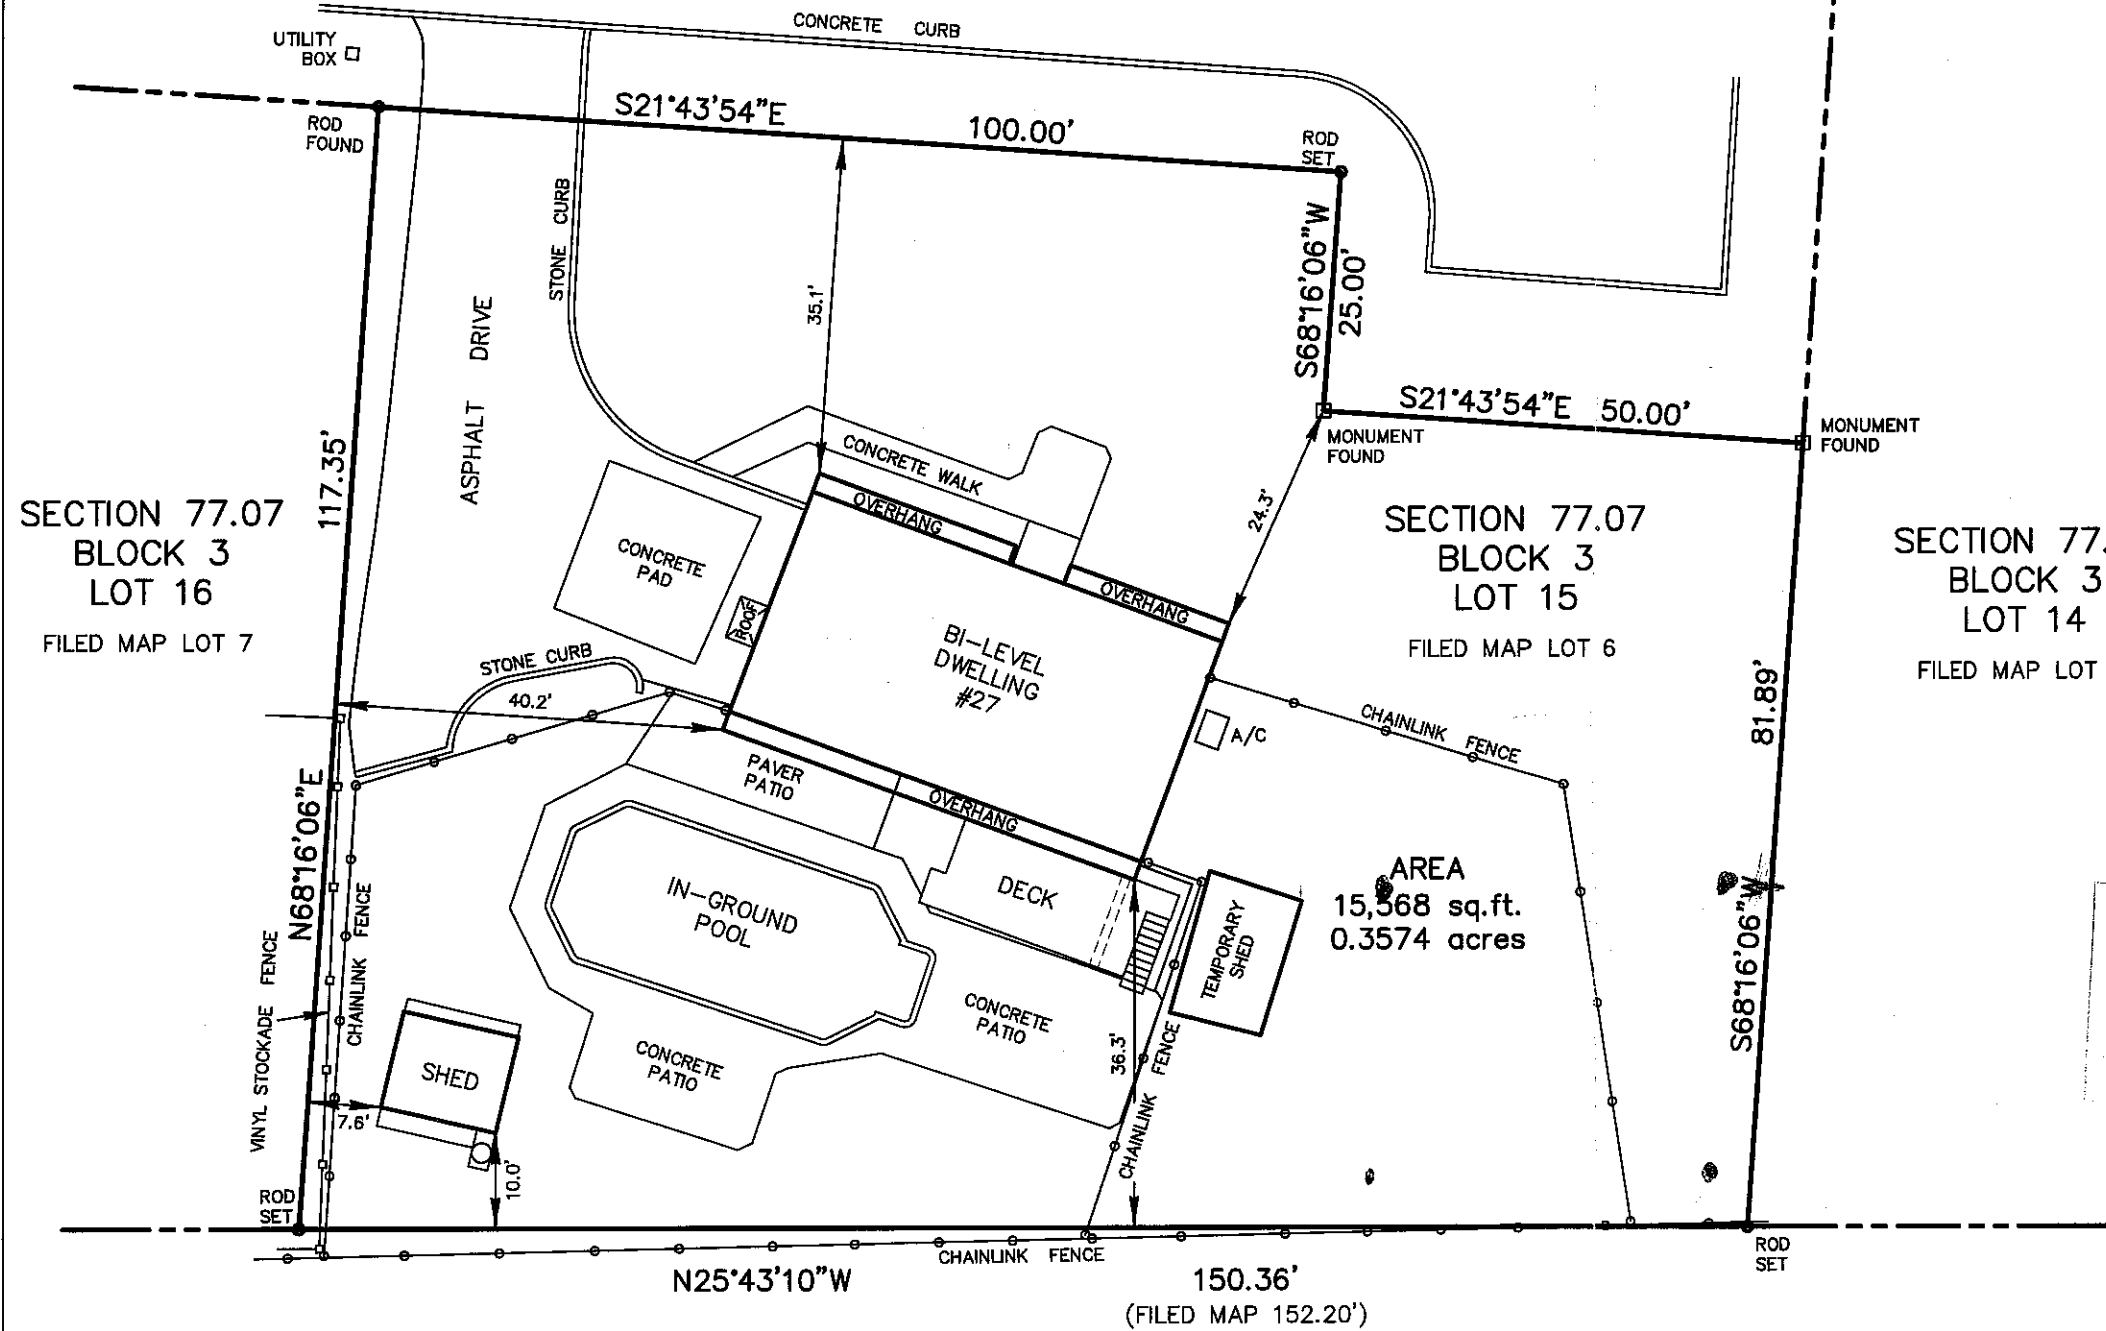 CONCRETE CURB
UTILITY
BOX
S21°43'54"E 100.00'
ROD
FOUND
ROD
SET
STONE CURB
S68°16'06"W
25.00'
35.1'
ASPHALT DRIVE
S21°43'54"E 50.00'
MONUMENT
FOUND
MONUMENT
FOUND
117.35'
CONCRETE WALK
OVERHANG
24.3'
SECTION 77.07
BLOCK 3
LOT 16
FILED MAP LOT 7
CONCRETE
PAD
ROOF
OVERHANG
SECTION 77.07
BLOCK 3
LOT 15
FILED MAP LOT 6
SECTION 77.
BLOCK 3
LOT 14
FILED MAP LOT
STONE CURB
40.2'
BI-LEVEL
DWELLING
#27
A/C
CHAINLINK FENCE
81.89'
N68°16'06"E
PAVER
PATIO
OVERHANG
IN-GROUND
POOL
DECK
AREA
15,568 sq.ft.
0.3574 acres
TEMPORARY
SHED
S68°16'06"W
VINYL STOCKADE FENCE
CHAINLINK FENCE
CONCRETE
PATIO
SHED
CONCRETE
PATIO
36.3'
CHAINLINK FENCE
7.6'
10.0'
ROD
SET
CHAINLINK FENCE
ROD
SET
N25°43'10"W 150.36'
(FILED MAP 152.20')